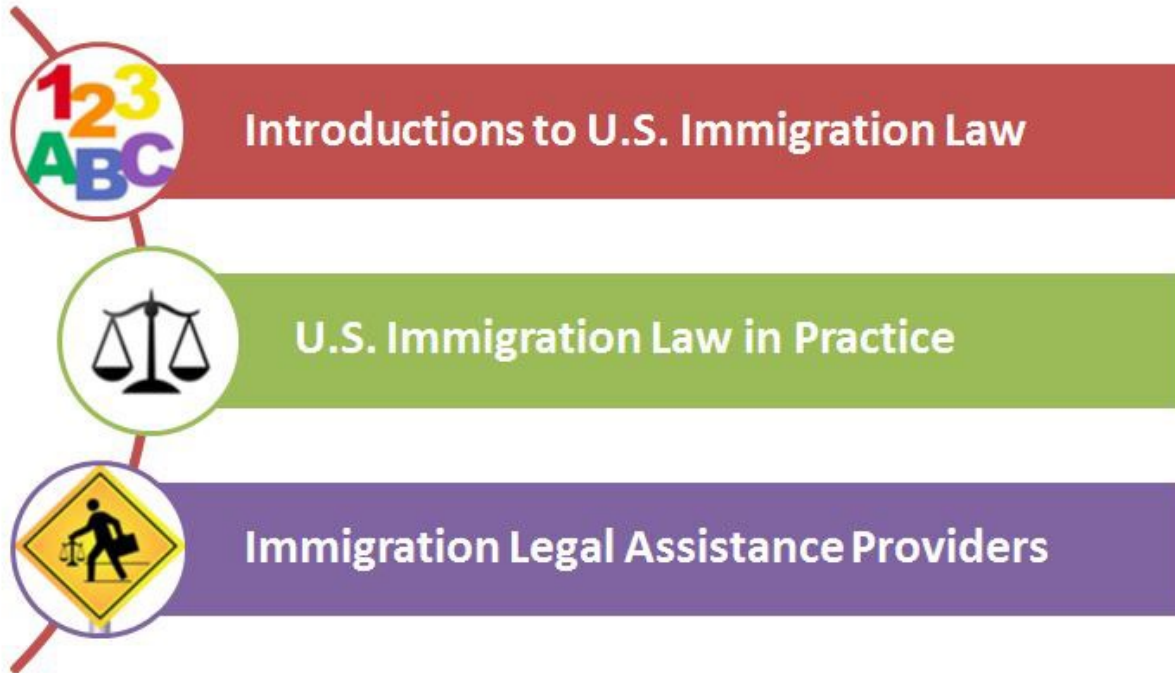 123
ABC
Introductions to U.S. Immigration Law
U.S. Immigration Law in Practice
Immigration Legal Assistance Providers